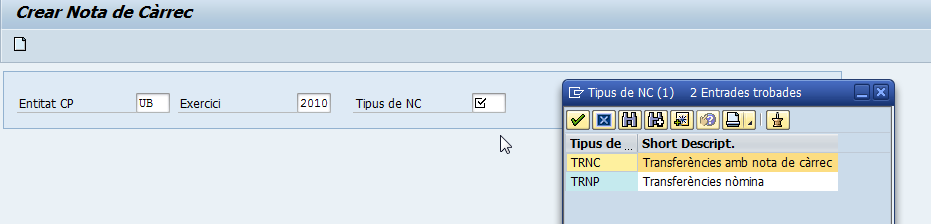 Crear Nota de Càrrec
Entitat CP UB Exercici 2010 Tipus de NC
Tipus de NC (1) 2 Entrades trobades
Tipus de ... Short Descript.
TRNC Transferències amb nota de càrrec
TRNP Transferències nòmina